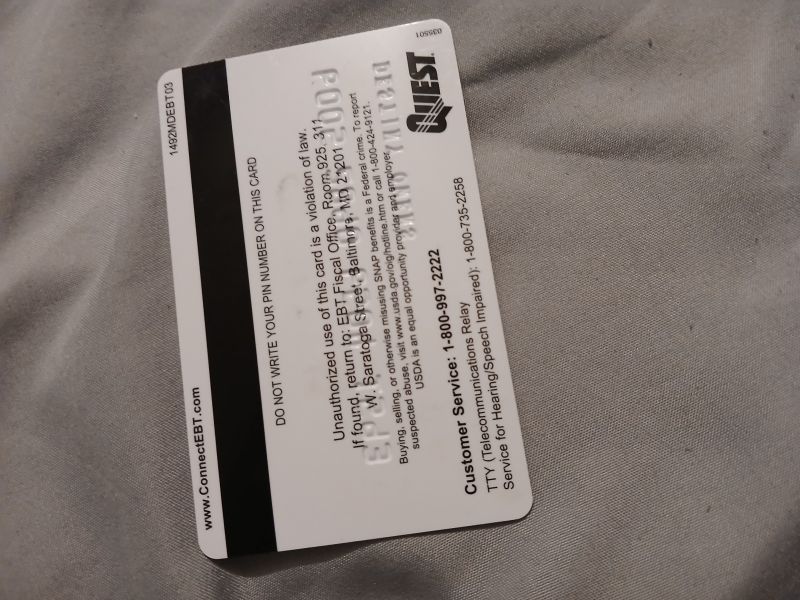 www.ConnectEBT.com
1492MDEBT03
DO NOT WRITE YOUR PIN NUMBER ON THIS CARD
Unauthorized use of this card is a violation of law.
If found, return to: EBT Fiscal Office, Room 925, 311
W. Saratoga Street, Baltimore, MD 21201
Buying, selling, or otherwise misusing SNAP benefits is a Federal crime. To report
suspected abuse, visit www.usda.gov/oig/hotline.htm or call 1-800-424-9121.
USDA is an equal opportunity provider and employer.
Customer Service: 1-800-997-2222
TTY (Telecommunications Relay
Service for Hearing/Speech Impaired): 1-800-735-2258
QUEST
035501